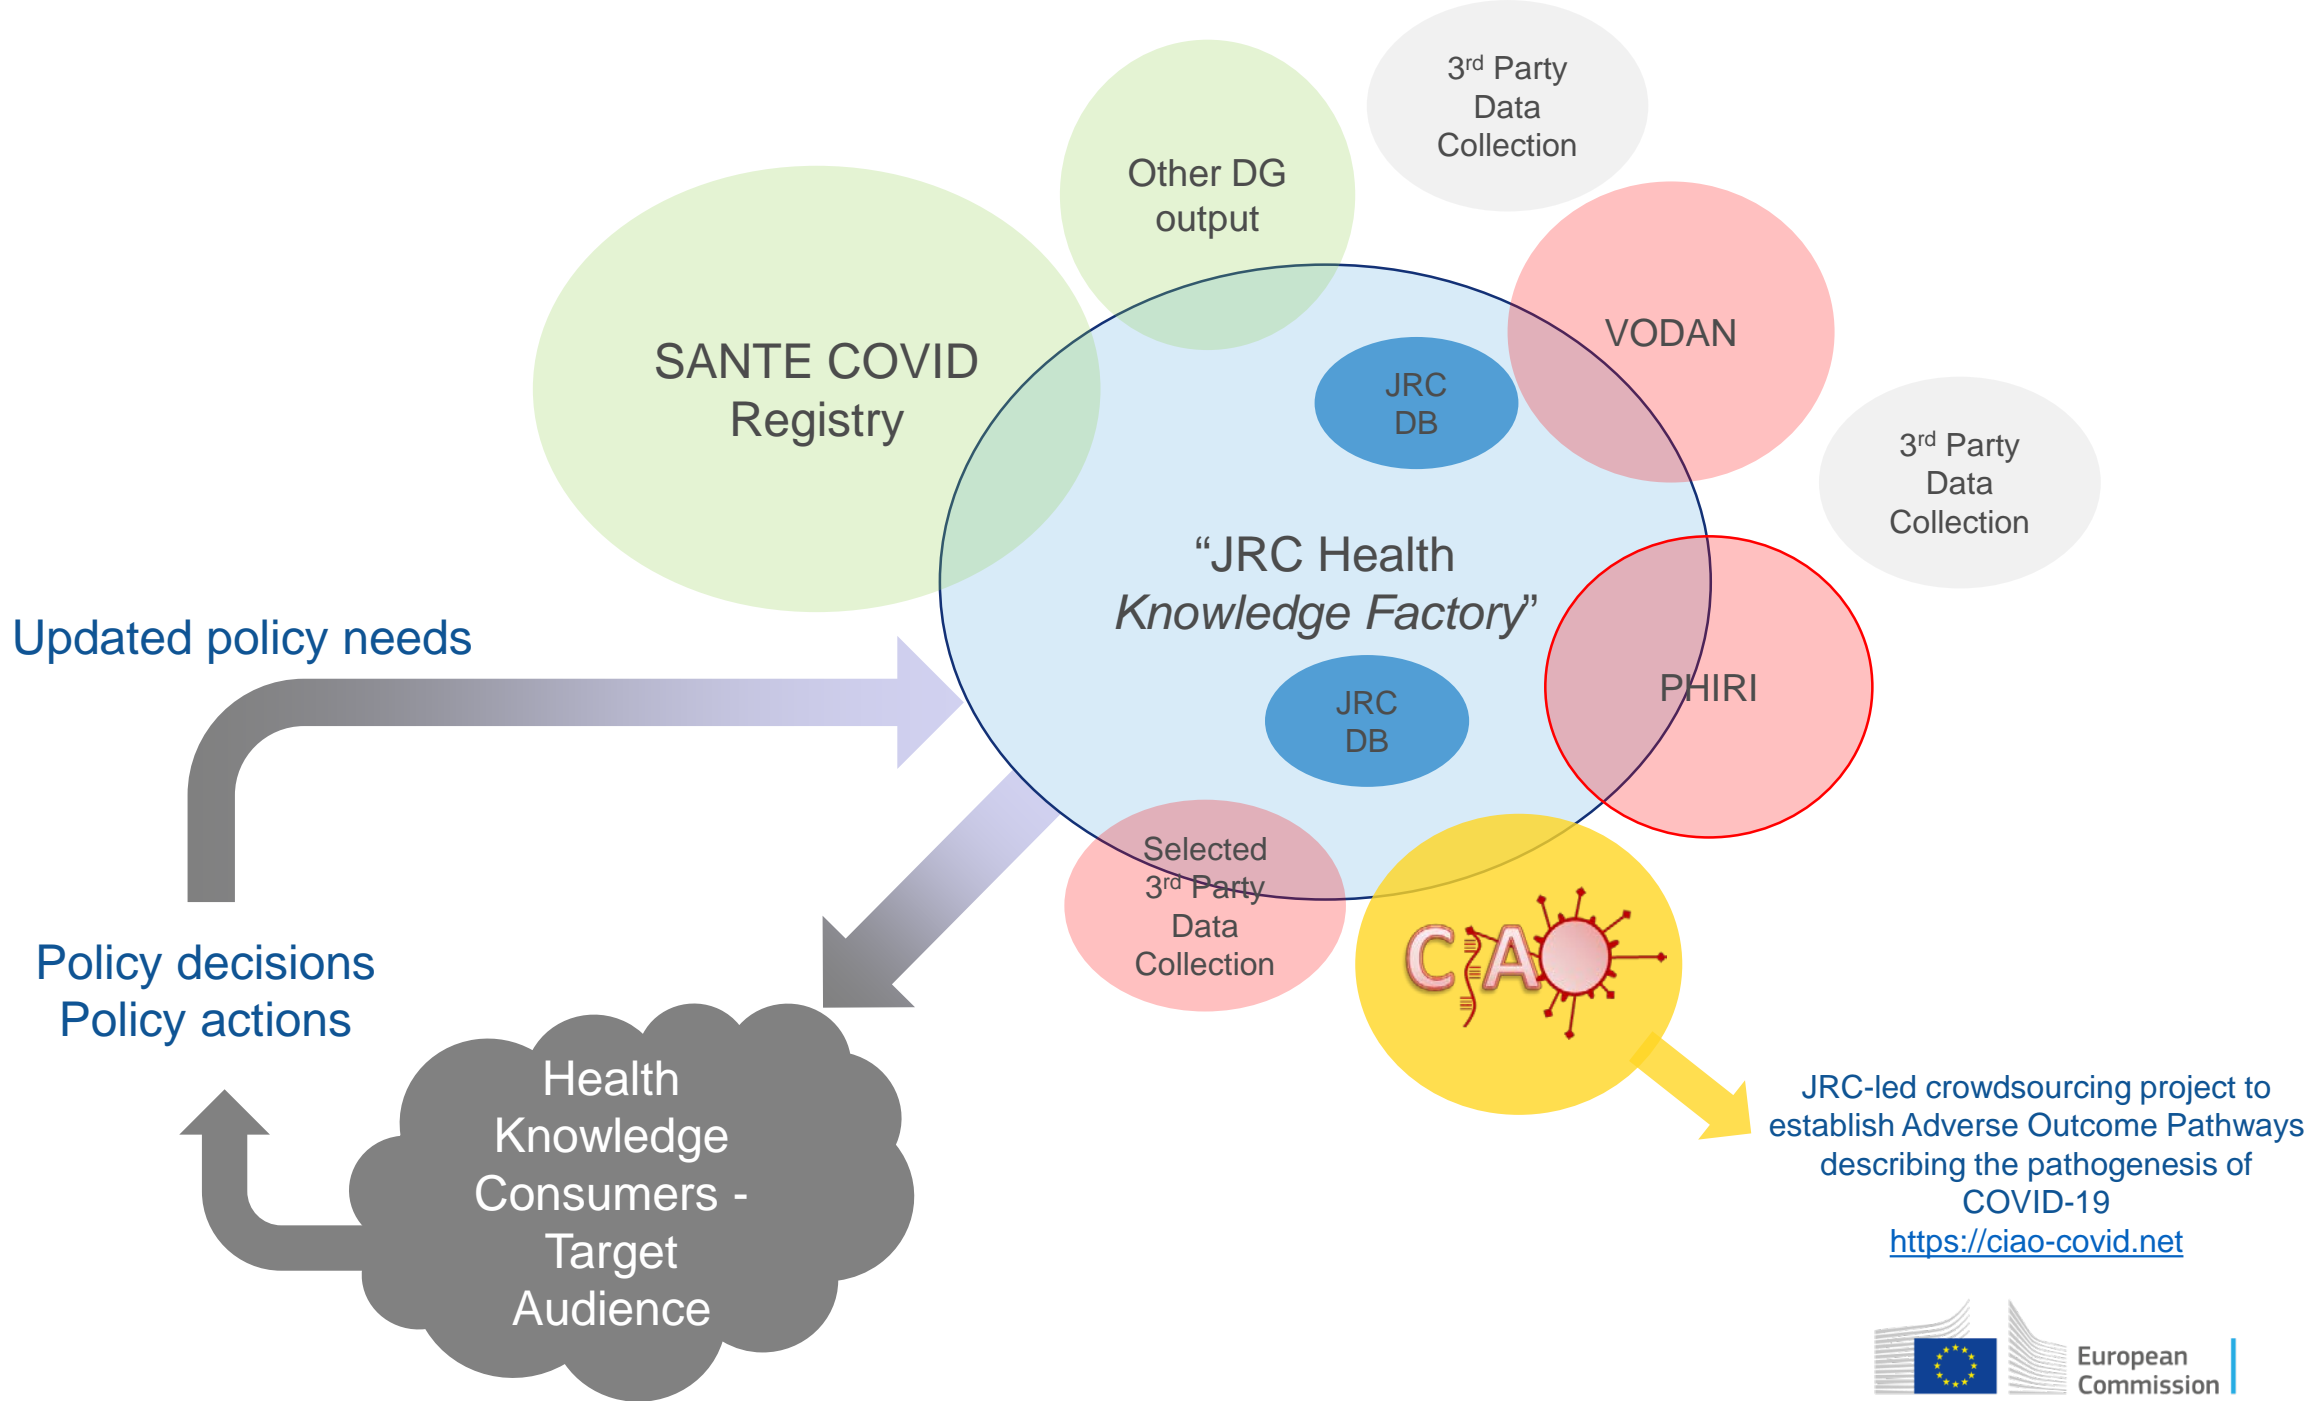 3rd Party
Data
Collection
Other DG
output
SANTE COVID
Registry
VODAN
JRC
DB
3rd Party
Data
Collection
“JRC Health
Knowledge Factory”
Updated policy needs
PHIRI
JRC
DB
Selected
3rd Party
Data
Collection
CIAO
Policy decisions
Policy actions
Health
Knowledge
Consumers -
Target
Audience
JRC-led crowdsourcing project to
establish Adverse Outcome Pathways
describing the pathogenesis of
COVID-19
https://ciao-covid.net
European
Commission